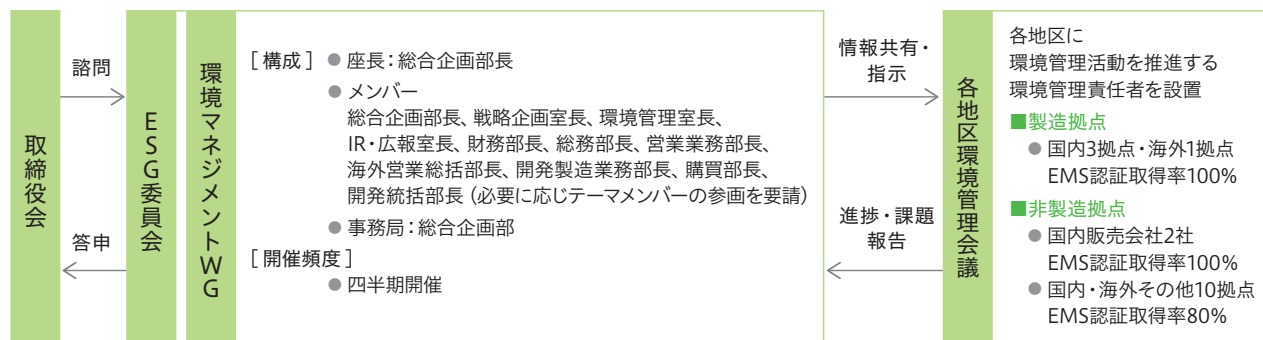 取締役会
諮問
答申
ESG委員会
環境マネジメントWG
[構成] ● 座長：総合企画部長
● メンバー
総合企画部長、戦略企画室長、環境管理室長、
IR・広報室長、財務部長、総務部長、営業業務部長、
海外営業総括部長、開発製造業務部長、購買部長、
開発統括部長（必要に応じテーマメンバーの参画を要請）
● 事務局：総合企画部
[開催頻度]
● 四半期開催
情報共有・
指示
進捗・課題
報告
各地区環境管理会議
各地区に
環境管理活動を推進する
環境管理責任者を設置
■製造拠点
● 国内3拠点・海外1拠点
EMS認証取得率100%
■非製造拠点
● 国内販売会社2社
EMS認証取得率100%
● 国内・海外その他10拠点
EMS認証取得率80%